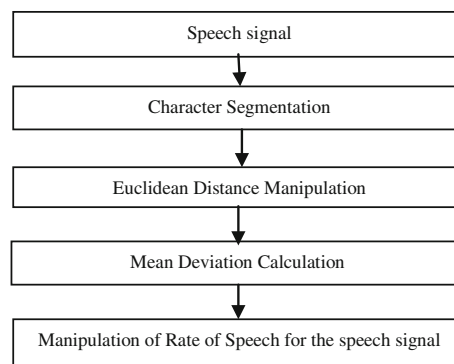 Speech signal
Character Segmentation
Euclidean Distance Manipulation
Mean Deviation Calculation
Manipulation of Rate of Speech for the speech signal